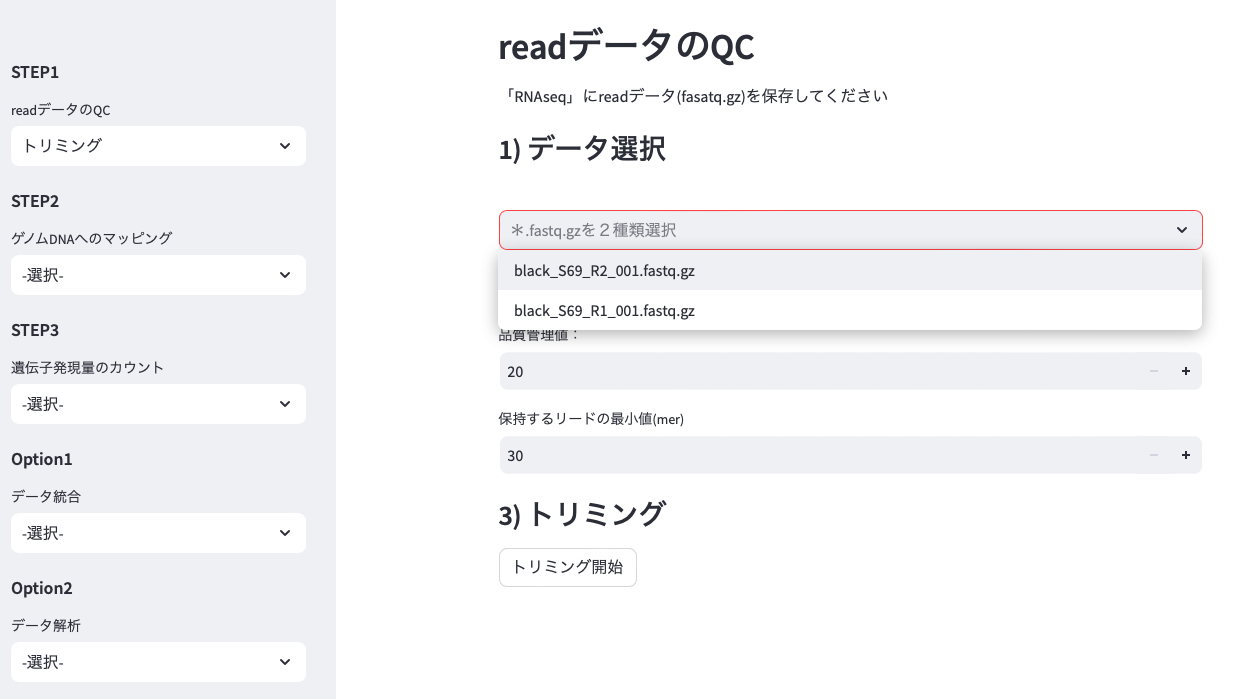 STEP1
readデータのQC
トリミング
STEP2
ゲノムDNAへのマッピング
-選択-
STEP3
遺伝子発現量のカウント
-選択-
Option1
データ統合
-選択-
Option2
データ解析
-選択-
readデータのQC
「RNAseq」にreadデータ(fasatq.gz)を保存してください
1) データ選択
＊.fastq.gzを２種類選択
black_S69_R2_001.fastq.gz
black_S69_R1_001.fastq.gz
品質管理値：
20
保持するリードの最小値(mer)
30
3) トリミング
トリミング開始